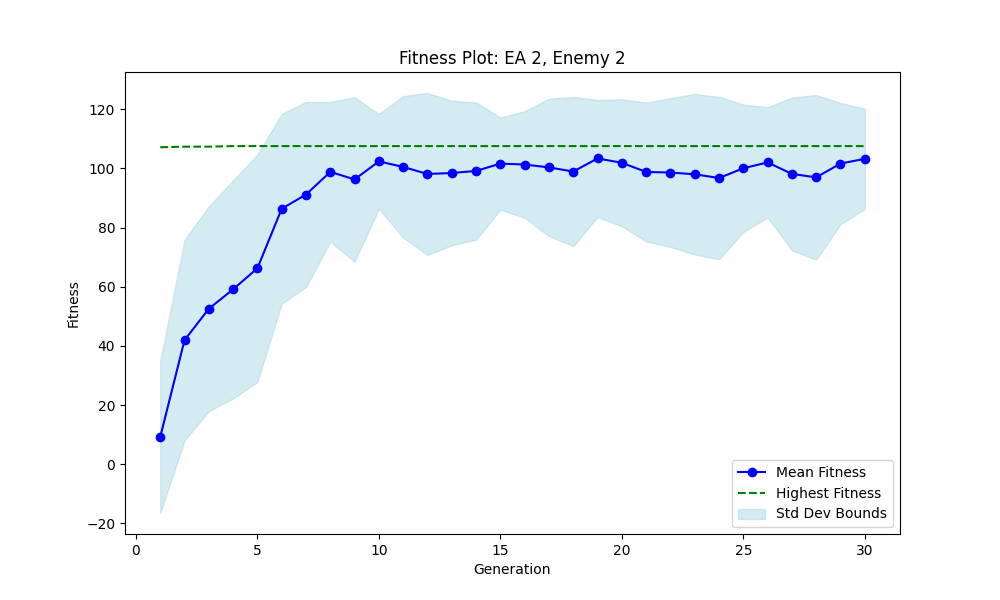 Fitness Plot: EA 2, Enemy 2
Fitness
120
100
80
60
40
20
0
−20
0 5 10 15 20 25 30
Generation
Mean Fitness
Highest Fitness
Std Dev Bounds